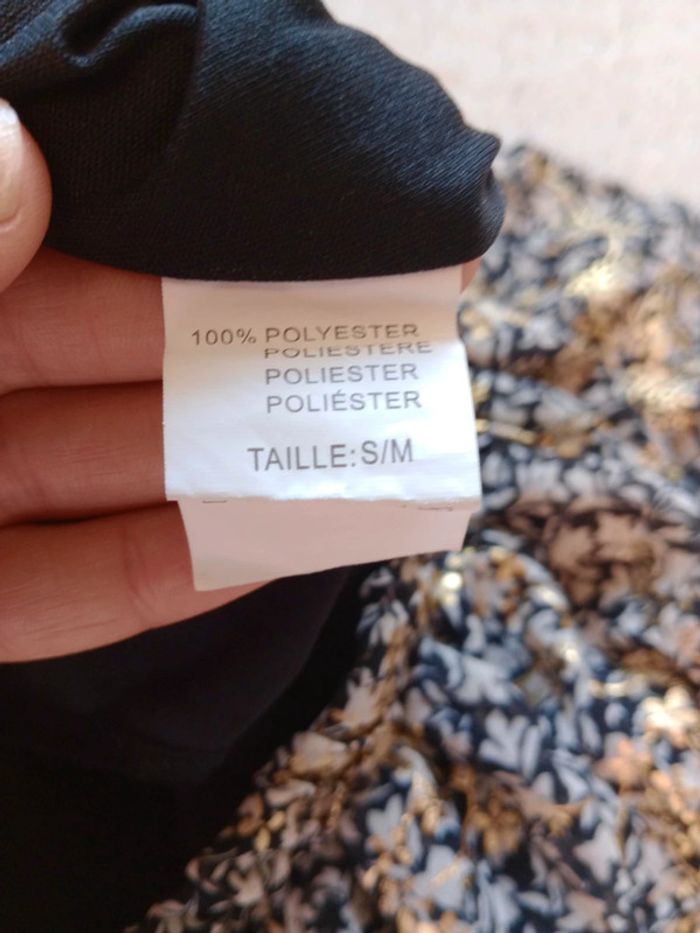 100% POLYESTER
POLIESTERE
POLIESTER
POLIÉSTER
TAILLE: S/M